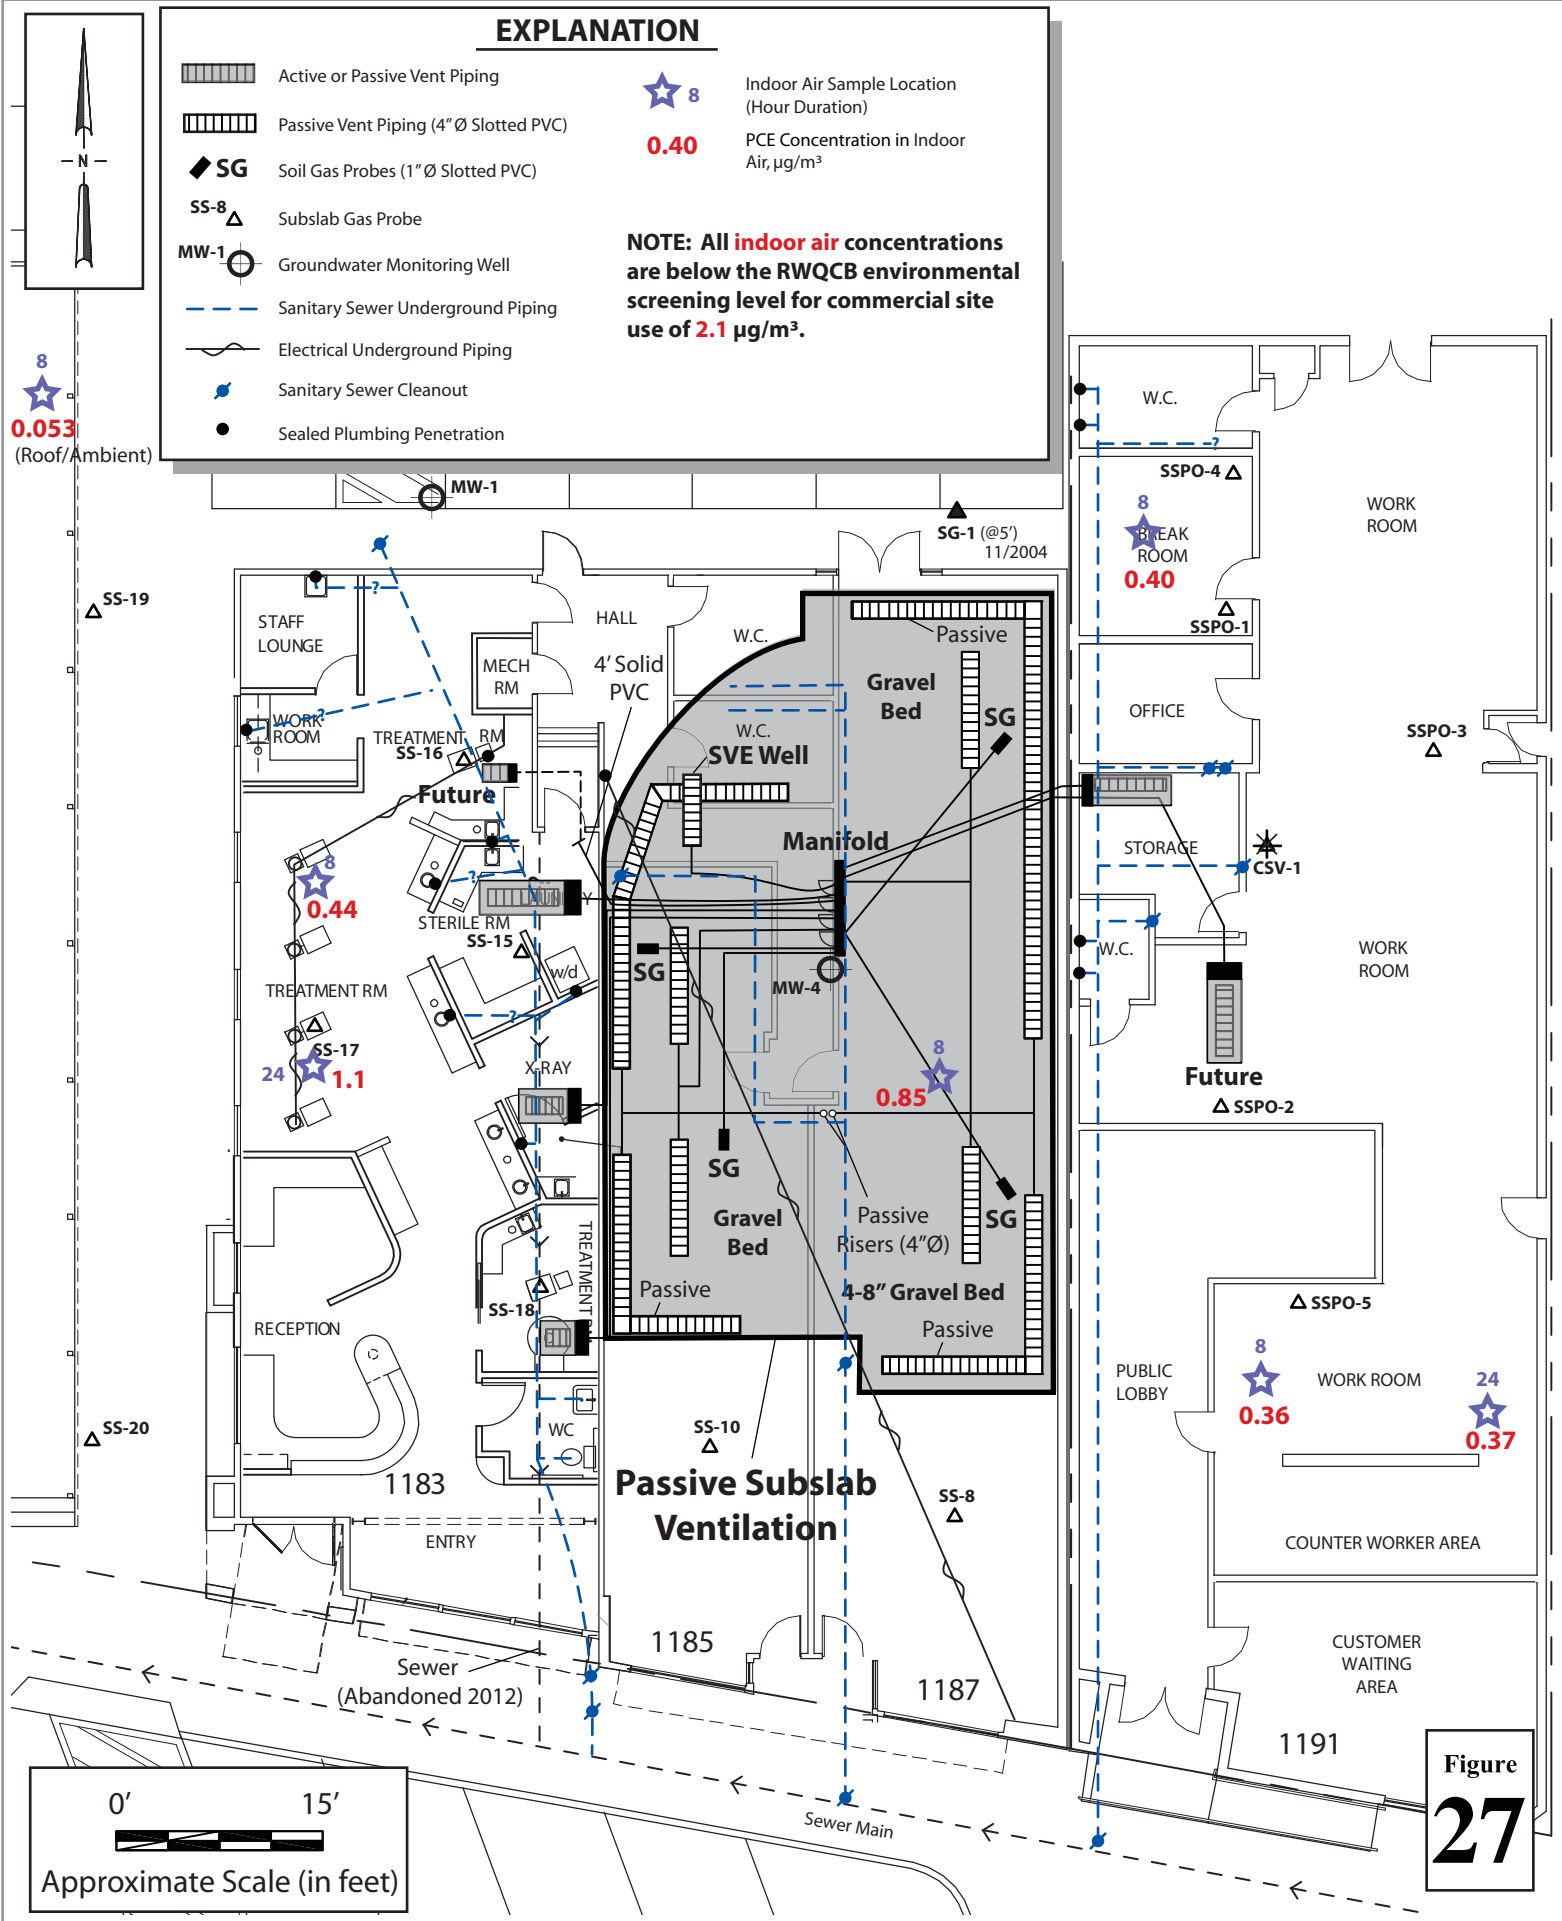 EXPLANATION
N
Active or Passive Vent Piping
Passive Vent Piping (4” Ø Slotted PVC)
SG
Soil Gas Probes (1” Ø Slotted PVC)
SS-8
Subslab Gas Probe
MW-1
Groundwater Monitoring Well
Sanitary Sewer Underground Piping
Electrical Underground Piping
Sanitary Sewer Cleanout
Sealed Plumbing Penetration
8
Indoor Air Sample Location
(Hour Duration)
0.40
PCE Concentration in Indoor
Air, µg/m³
NOTE: All indoor air concentrations
are below the RWQCB environmental
screening level for commercial site
use of 2.1 µg/m³.
8
0.053
(Roof/Ambient)
MW-1
SG-1 (@5’)
11/2004
W.C.
?
SSPO-4
8
BREAK
ROOM
0.40
SSPO-1
WORK
ROOM
OFFICE
SSPO-3
SS-19
STAFF
LOUNGE
?
HALL
W.C.
MECH
RM
4’ Solid
PVC
Passive
Gravel
Bed
SG
WORK
ROOM
?
TREATMENT RM
SS-16
Future
W.C.
SVE Well
Manifold
STORAGE
CSV-1
8
0.44
?
LAUNDRY
STERILE RM
SS-15
w/d
SG
MW-4
W.C.
WORK
ROOM
TREATMENT RM
?
SS-17
24
1.1
X-RAY
8
0.85
Future
SSPO-2
SG
SG
Gravel
Bed
Passive
Risers (4”Ø)
TREATMENT RM
SS-18
Passive
4-8” Gravel Bed
Passive
SSPO-5
RECEPTION
PUBLIC
LOBBY
8
WORK ROOM
24
0.36
0.37
SS-20
WC
SS-10
1183
Passive Subslab
Ventilation
SS-8
ENTRY
COUNTER WORKER AREA
1185
1187
CUSTOMER
WAITING
AREA
Sewer
(Abandoned 2012)
1191
Sewer Main
0’ 15’
Approximate Scale (in feet)
Figure
27